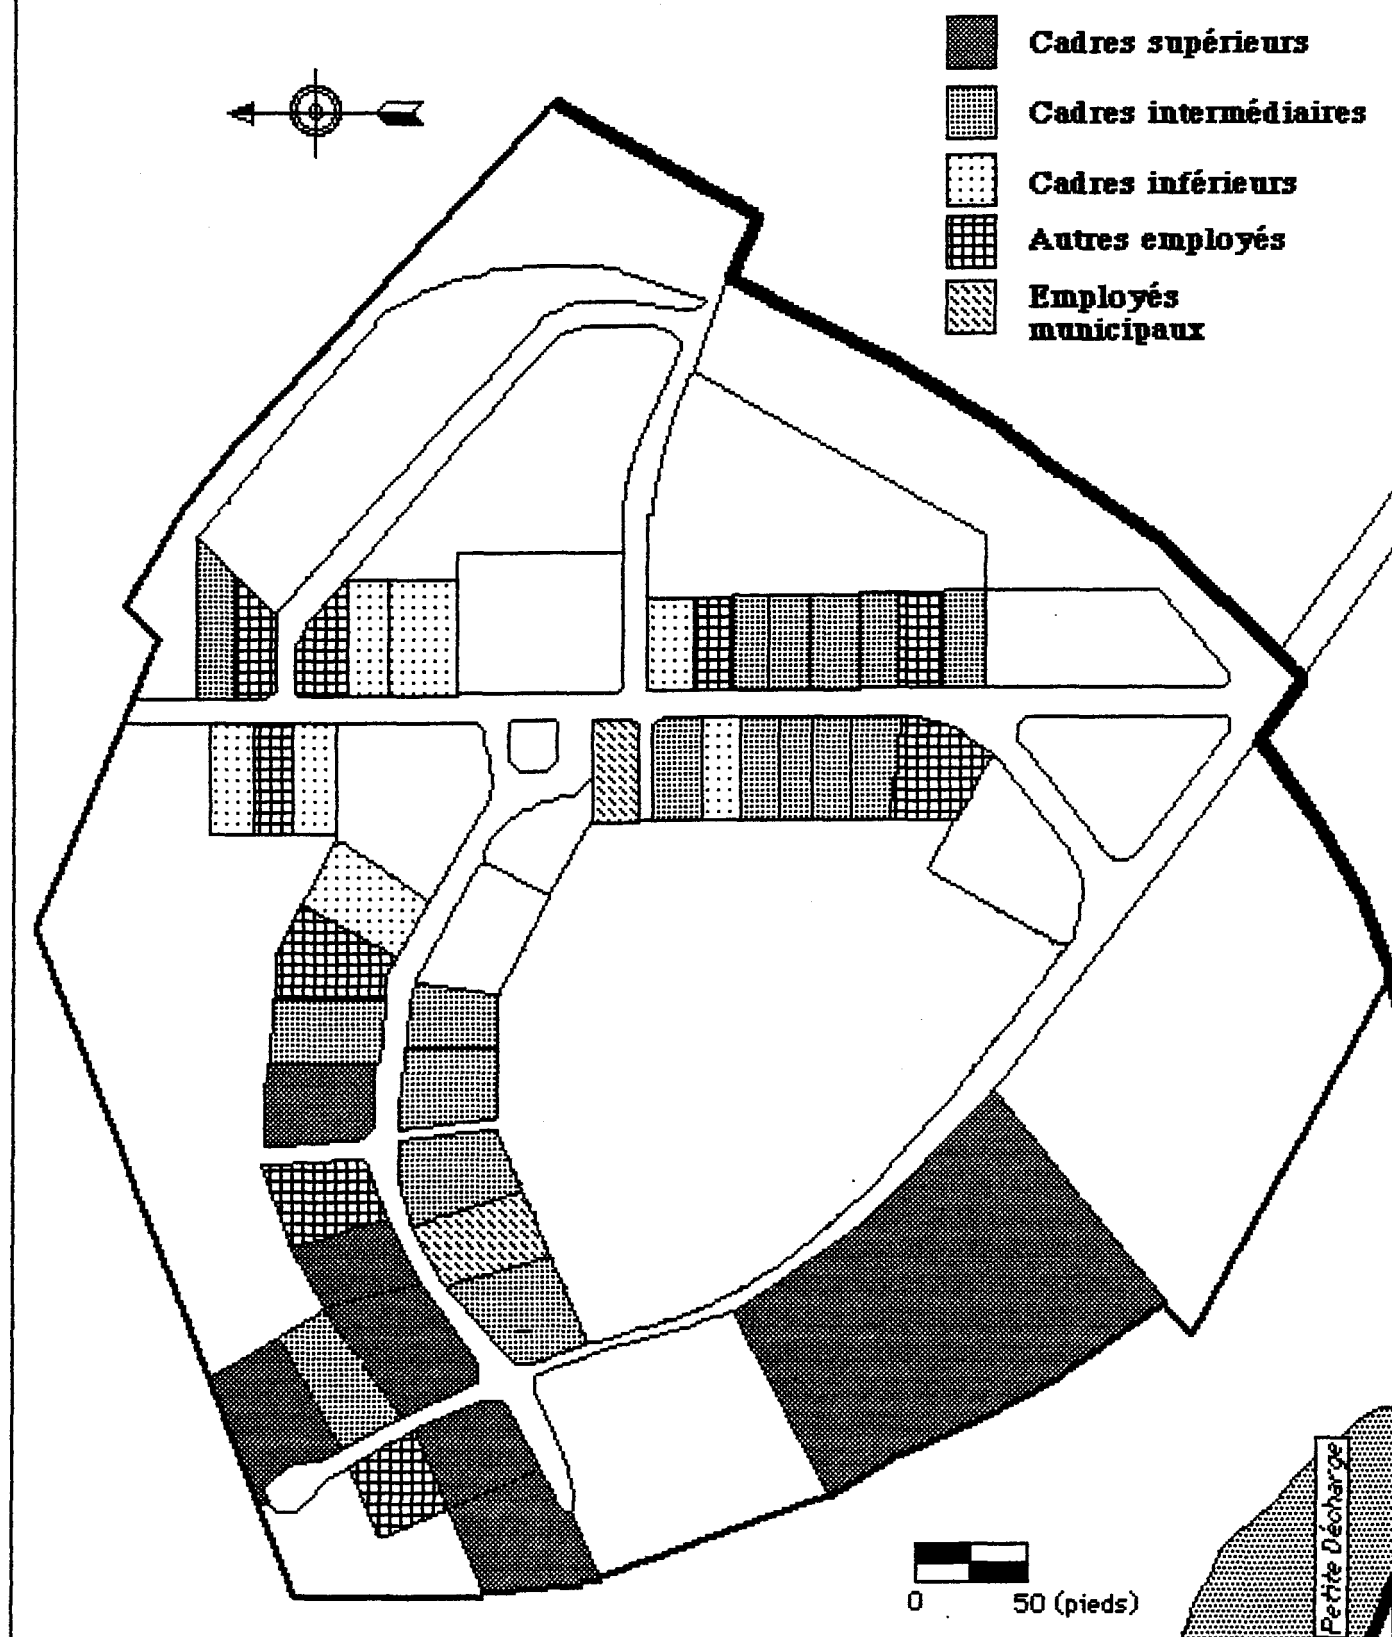 Cadres supérieurs
Cadres intermédiaires
Cadres inférieurs
Autres employés
Employés
municipaux
0 50 (pieds)
Petite Décharge